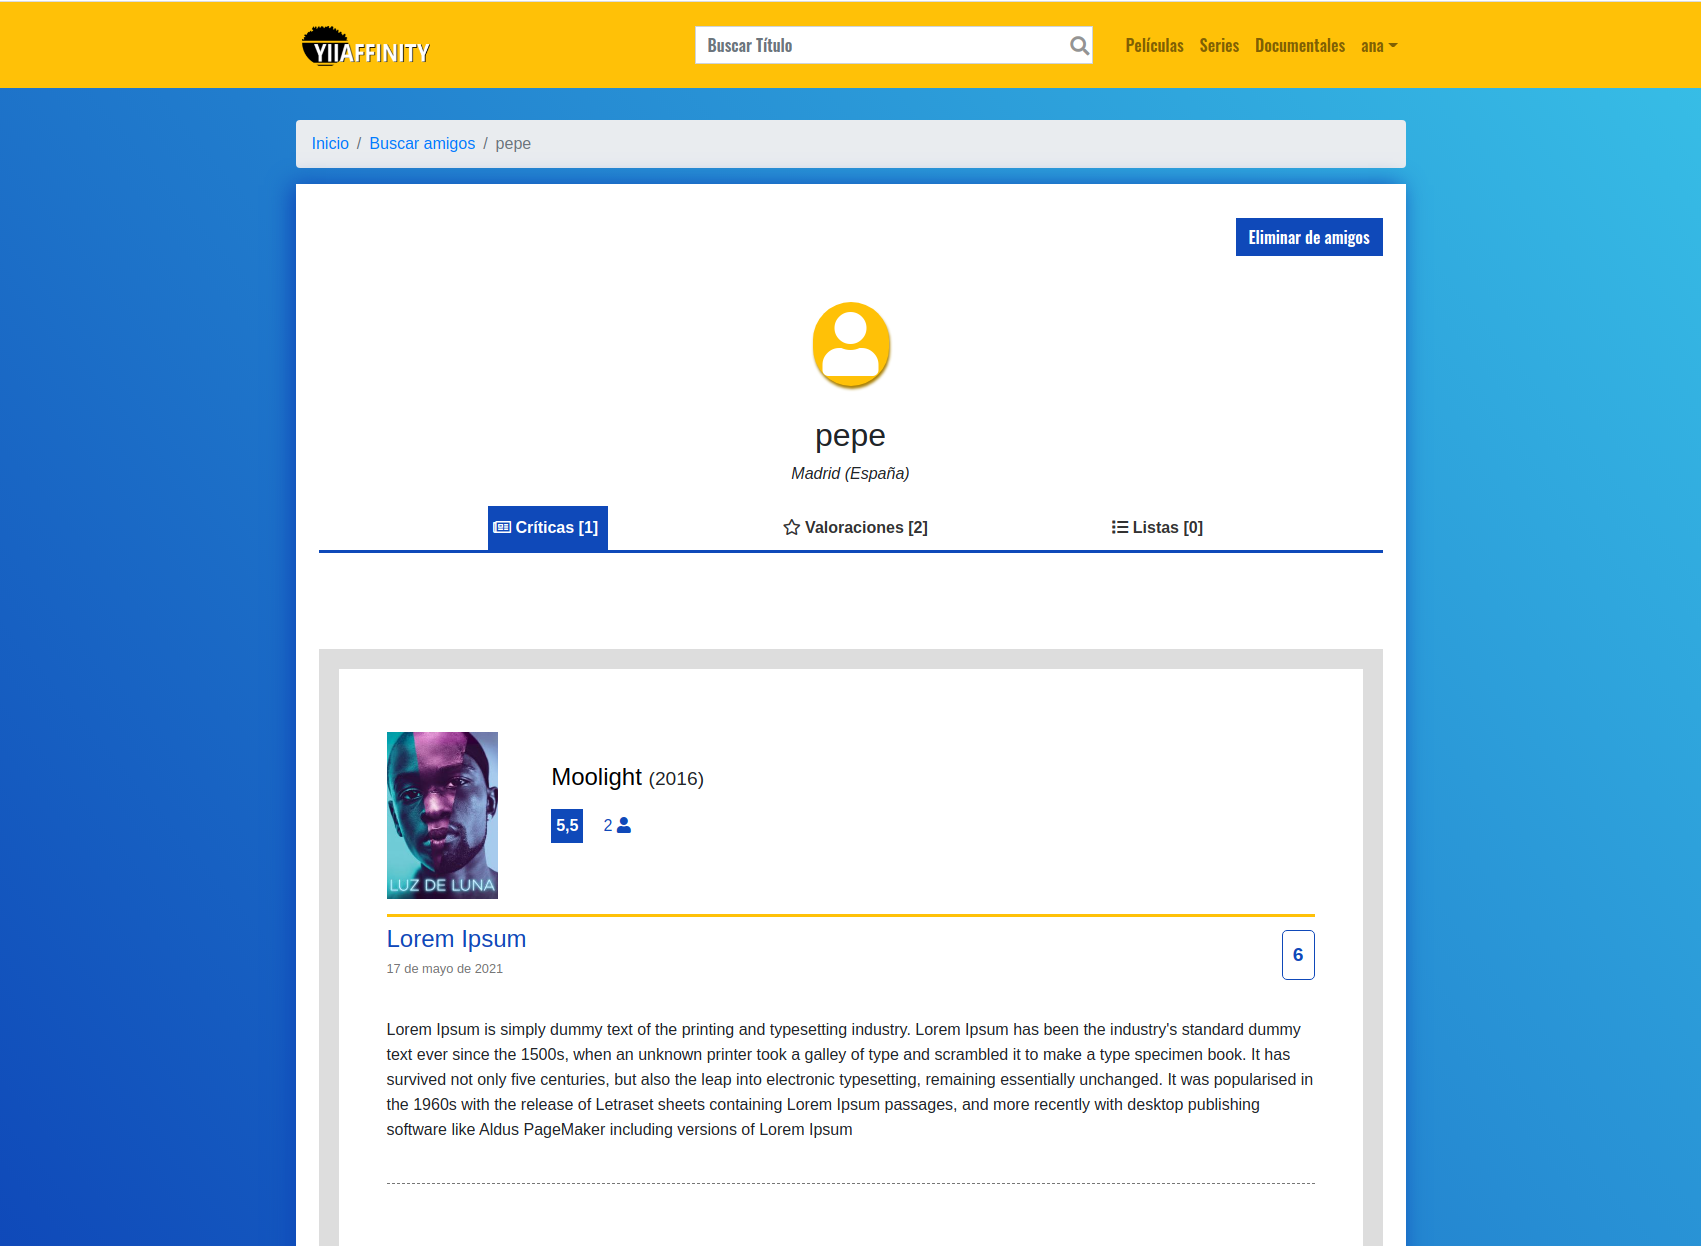 YIIAFFINITY
Buscar Título
Películas Series Documentales ana
Inicio / Buscar amigos / pepe
Eliminar de amigos
pepe
Madrid (España)
Críticas [1] Valoraciones [2] Listas [0]
LUZ DE LUNA
Moolight (2016)
5,5 2
Lorem Ipsum
6
17 de mayo de 2021
Lorem Ipsum is simply dummy text of the printing and typesetting industry. Lorem Ipsum has been the industry's standard dummy
text ever since the 1500s, when an unknown printer took a galley of type and scrambled it to make a type specimen book. It has
survived not only five centuries, but also the leap into electronic typesetting, remaining essentially unchanged. It was popularised in
the 1960s with the release of Letraset sheets containing Lorem Ipsum passages, and more recently with desktop publishing
software like Aldus PageMaker including versions of Lorem Ipsum